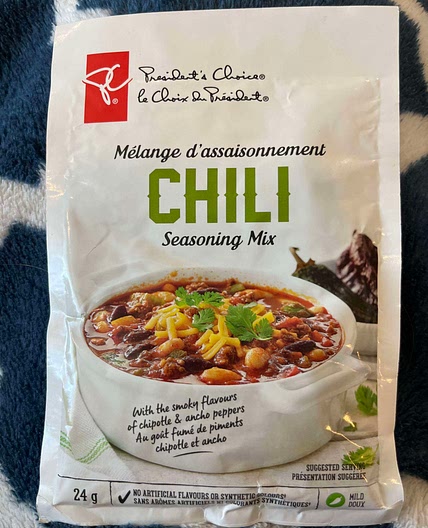 PC®
President's Choice®
le Choix du Président®
Mélange d'assaisonnement
CHILI
Seasoning Mix
With the smoky flavours
of chipotle & ancho peppers
Au goût fumé de piments
chipotle et ancho
SUGGESTED SERVING
PRÉSENTATION SUGGÉRÉE
24 g
NO ARTIFICIAL FLAVOURS OR SYNTHETIC COLOURS
SANS ARÔMES ARTIFICIELS NI COLORANTS SYNTHÉTIQUES
MILD
DOUX